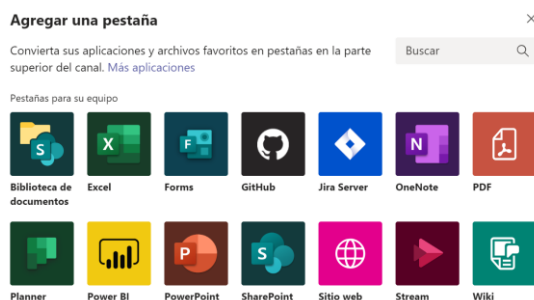 Agregar una pestaña
Convierta sus aplicaciones y archivos favoritos en pestañas en la parte
superior del canal. Más aplicaciones
Buscar
Pestañas para su equipo
S
X
F
N
Biblioteca de
documentos
Excel
Forms
GitHub
Jira Server
OneNote
PDF
P
S
Planner
Power BI
PowerPoint
SharePoint
Sitio web
Stream
Wiki